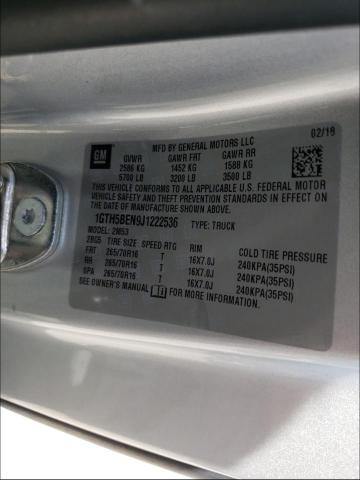 MFD BY GENERAL MOTORS LLC 02/18
GM GVWR GAWR FRT GAWR RR
2586 KG 1452 KG 1588 KG
5700 LB 3200 LB 3500 LB
THIS VEHICLE CONFORMS TO ALL APPLICABLE U.S. FEDERAL MOTOR
VEHICLE SAFETY AND THEFT PREVENTION STANDARDS IN EFFECT ON
THE DATE OF MANUFACTURE SHOWN ABOVE.
1GTH5BEN9J1222536 TYPE: TRUCK
MODEL: 2M53
TIRE SIZE SPEED RTG RIM COLD TIRE PRESSURE
FRT 265/70R16 T 16X7.0J 240KPA(35PSI)
RR 265/70R16 T 16X7.0J 240KPA(35PSI)
SPA 265/70R16 T 16X7.0J 240KPA(35PSI)
SEE OWNER'S MANUAL FOR MORE INFORMATION.